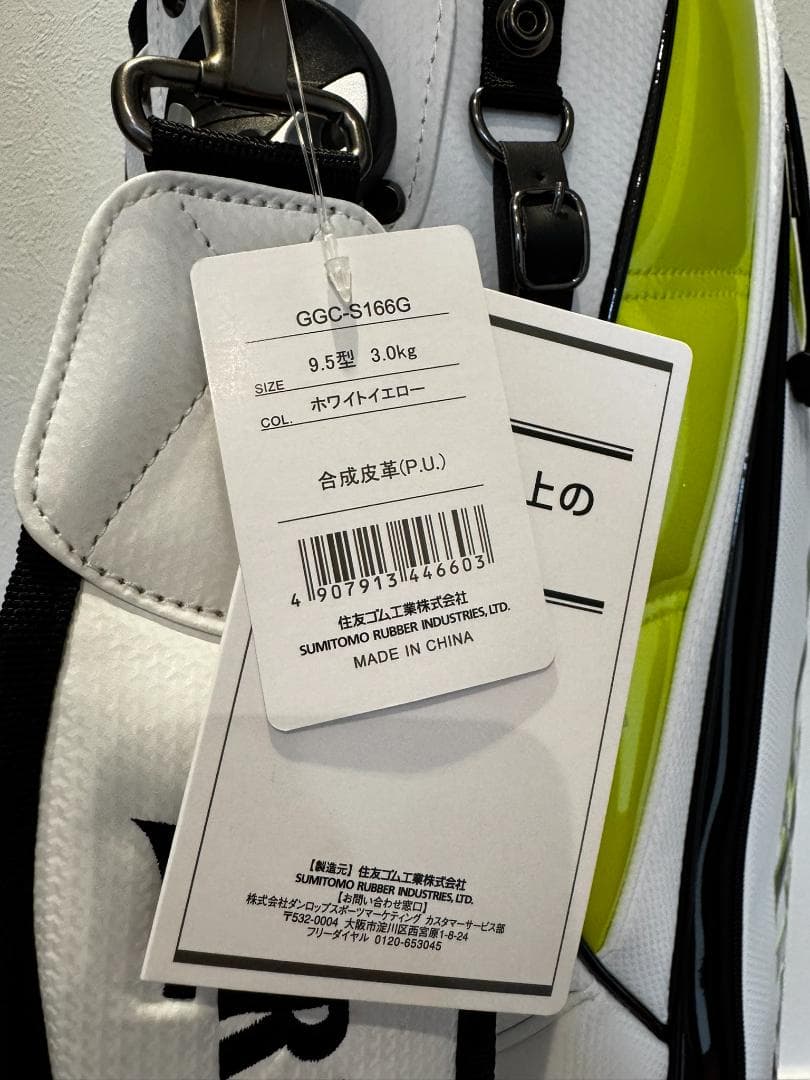 GGC-S166G
SIZE 9.5型 3.0kg
COL. ホワイトイエロー
合成皮革(P.U.)
4 907913 446603
住友ゴム工業株式会社
SUMITOMO RUBBER INDUSTRIES, LTD.
MADE IN CHINA
上の
【製造元】住友ゴム工業株式会社
SUMITOMO RUBBER INDUSTRIES, LTD.
【お問い合わせ窓口】
株式会社ダンロップスポーツマーケティング カスタマーサービス部
〒532-0004 大阪市淀川区西宮原1-8-24
フリーダイヤル 0120-653045
R